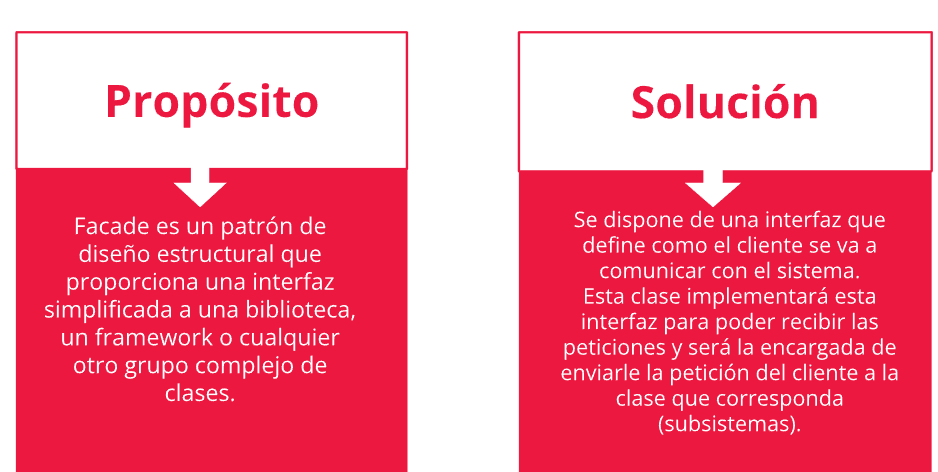 Propósito
Facade es un patrón de
diseño estructural que
proporciona una interfaz
simplificada a una biblioteca,
un framework o cualquier
otro grupo complejo de
clases.
Solución
Se dispone de una interfaz que
define como el cliente se va a
comunicar con el sistema.
Esta clase implementará esta
interfaz para poder recibir las
peticiones y será la encargada de
enviarle la petición del cliente a la
clase que corresponda
(subsistemas).